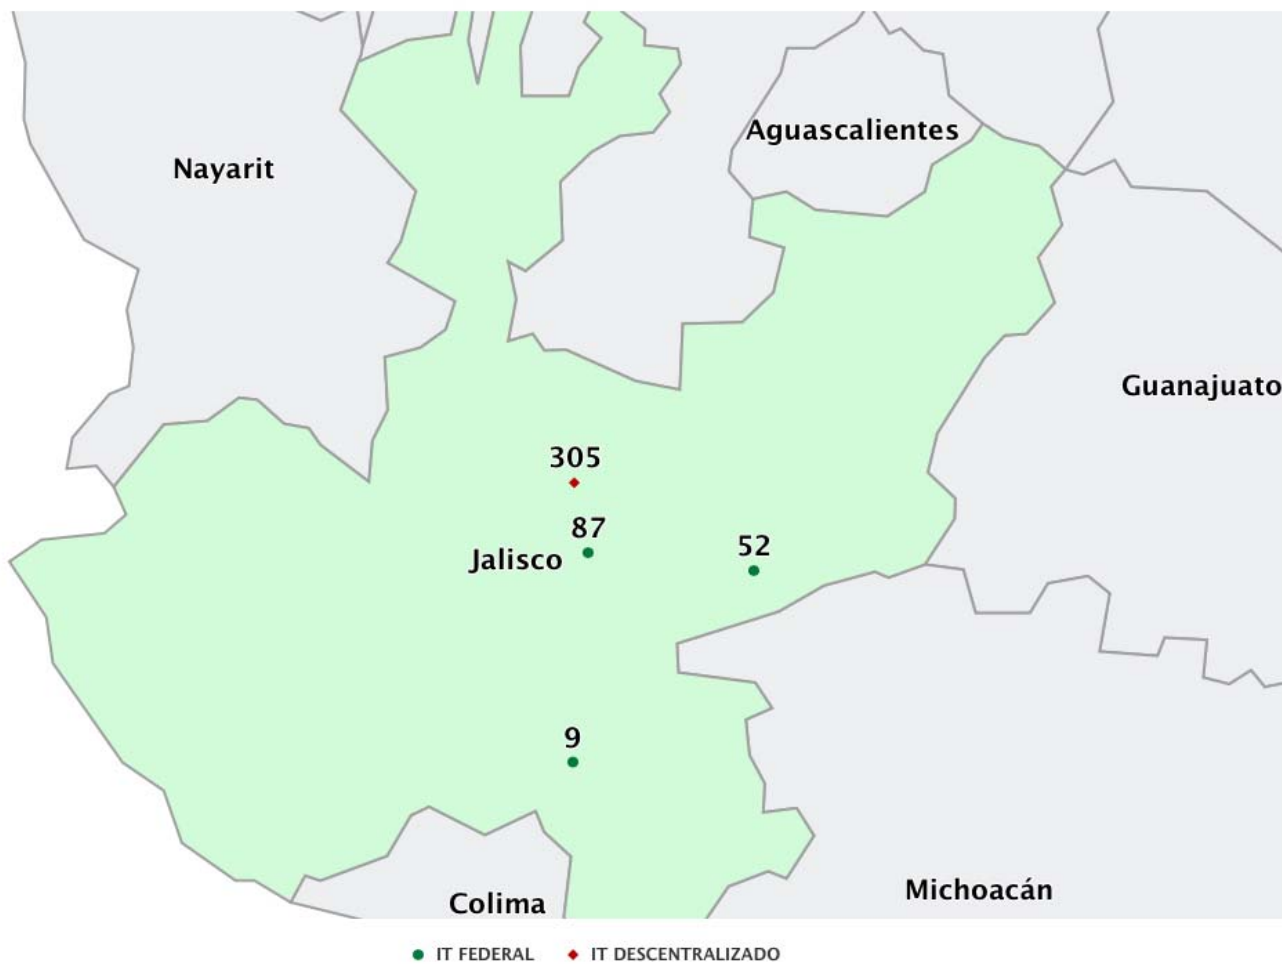 Aguascalientes
Nayarit
Guanajuato
305
87
52
Jalisco
9
Michoacán
Colima
IT FEDERAL IT DESCENTRALIZADO